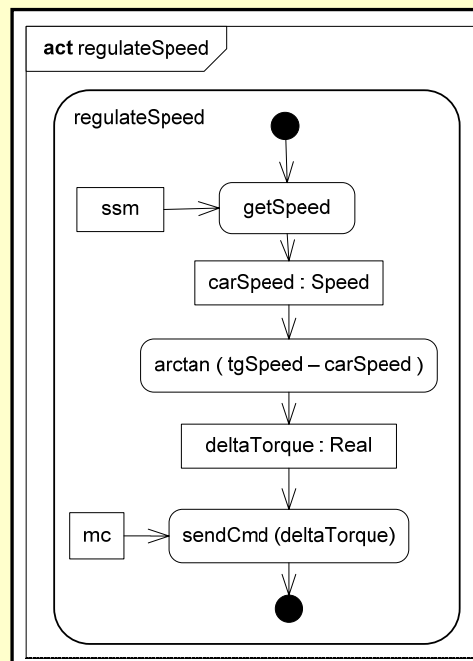 act regulateSpeed
regulateSpeed
getSpeed
ssm
carSpeed : Speed
arctan ( tgSpeed – carSpeed )
deltaTorque : Real
mc
sendCmd (deltaTorque)